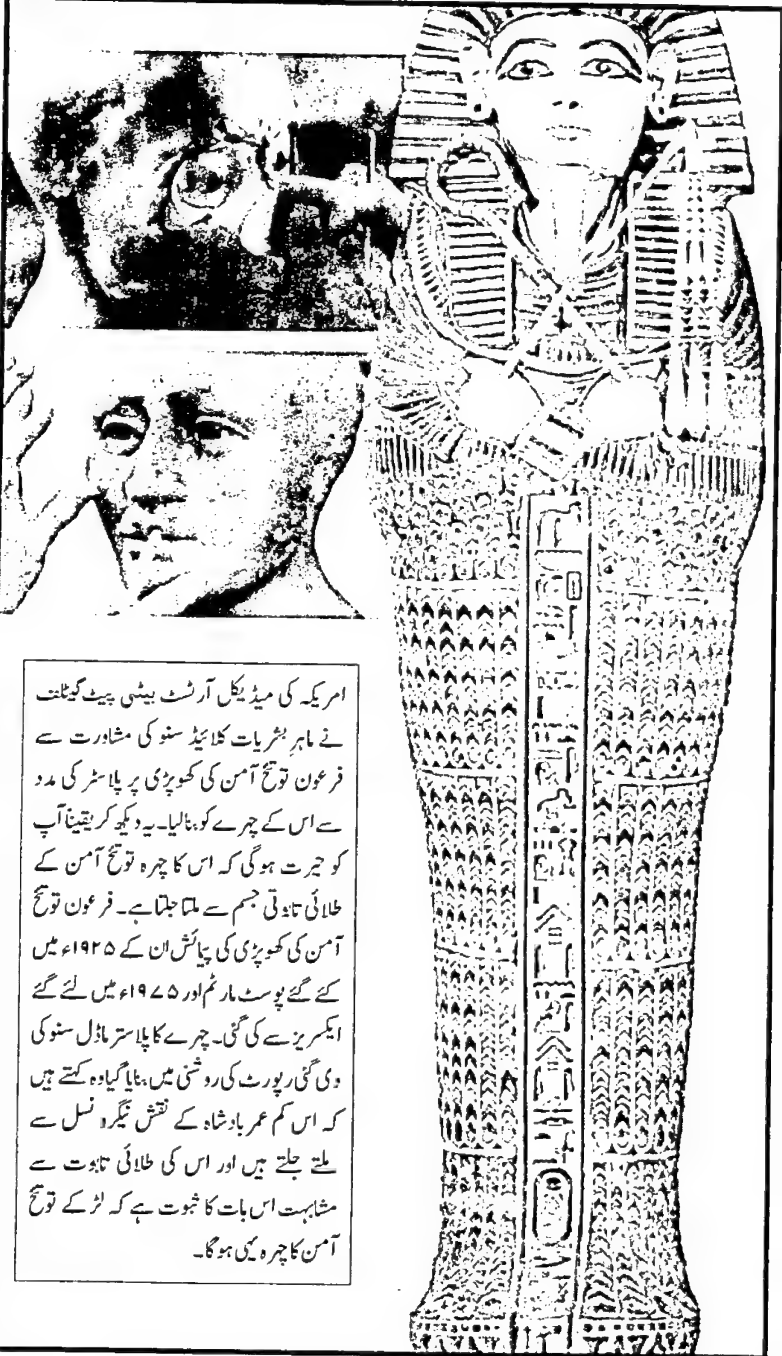 امریکہ کی میڈیکل آرٹسٹ بیٹی پیٹ گیٹلف
نے ماہر بشریات کلائیڈ سنو کی مشاورت سے
فرعون توتخ آمن کی کھوپڑی پر پلاسٹر کی مدد
سے اس کے چہرے کو بنالیا۔ یہ دیکھ کر یقیناً آپ
کو حیرت ہوگی کہ اس کا چہرہ توتخ آمن کے
طلائی تابوتی جسم سے ملتا جلتا ہے۔ فرعون توتخ
آمن کی کھوپڑی کی پیائش ان کے ۱۹۲۵ء میں
کئے گئے پوسٹ مارٹم اور ۱۹۷۵ء میں لئے گئے
ایکسریز سے کی گئی۔ چہرے کا پلاستر ماڈل سنو کی
دی گئی رپورٹ کی روشنی میں بنایا گیا وہ کہتے ہیں
کہ اس کم عمر بادشاہ کے نقش نیگرو نسل سے
ملتے جلتے ہیں اور اس کی طلائی تابوت سے
مشابہت اس بات کا ثبوت ہے کہ لڑکے توتخ
آمن کا چہرہ یہی ہوگا۔